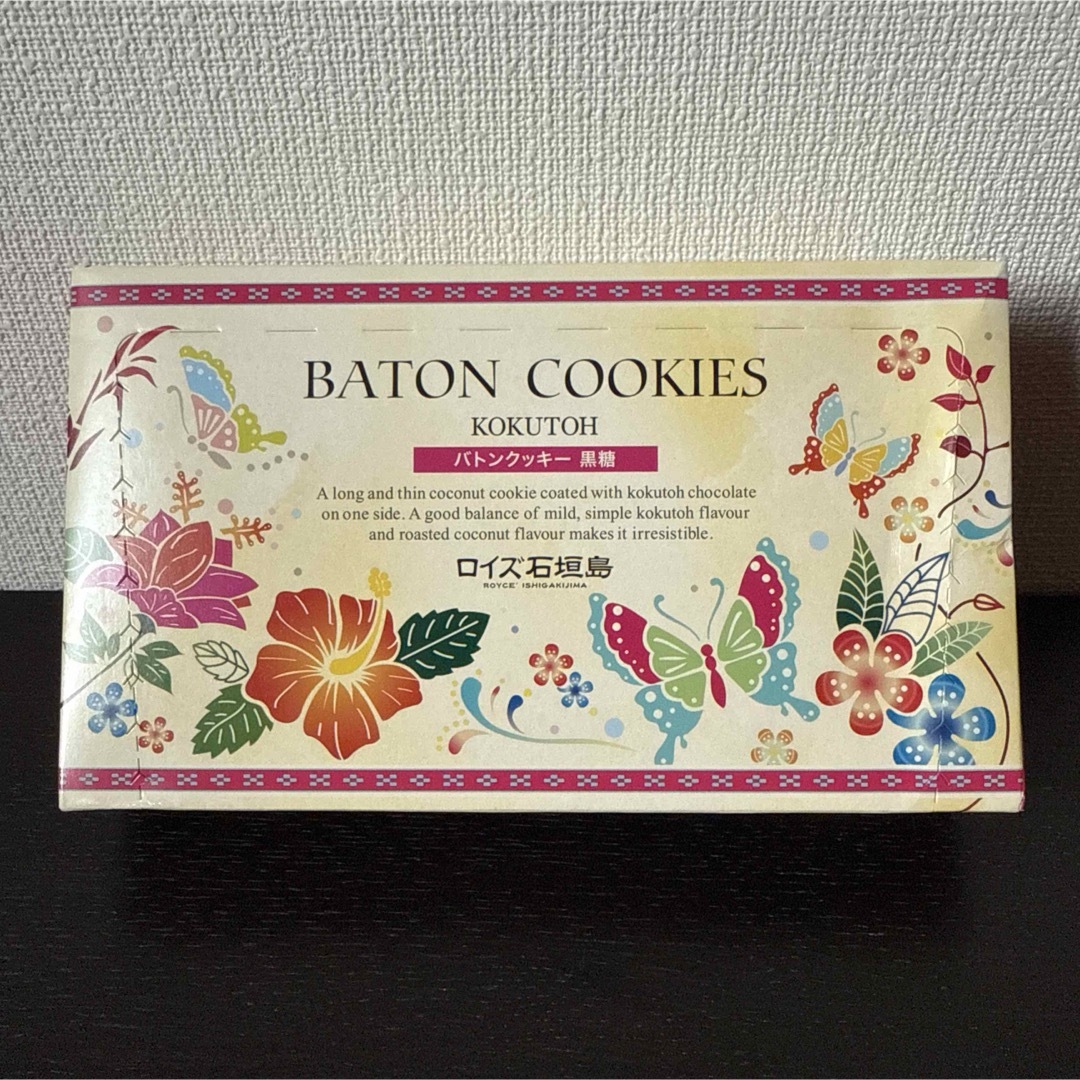 BATON COOKIES
KOKUTOH
バトンクッキー 黒糖
A long and thin coconut cookie coated with kokutoh chocolate
on one side. A good balance of mild, simple kokutoh flavour
and roasted coconut flavour makes it irresistible.
ロイズ石垣島
ROYCE' ISHIGAKIJIMA